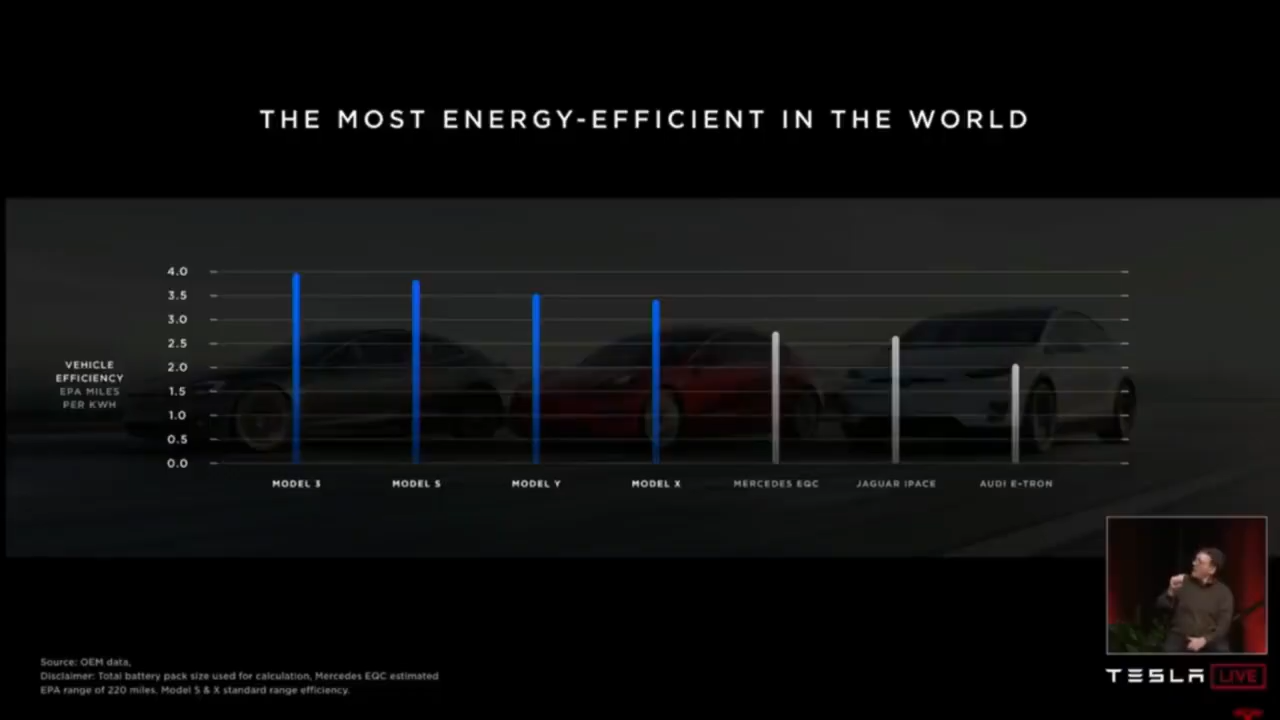 THE MOST ENERGY-EFFICIENT IN THE WORLD
4.0
3.5
3.0
2.5
2.0
1.5
1.0
0.5
0.0
VEHICLE
EFFICIENCY
EPA MILES
PER KWH
MODEL 3
MODEL S
MODEL Y
MODEL X
MERCEDES EQC
JAGUAR IPACE
AUDI E-TRON
Source: OEM data,
Disclaimer: Total battery pack size used for calculation, Mercedes EQC estimated
EPA range of 220 miles. Model S & X standard range efficiency.
TESLA LIVE